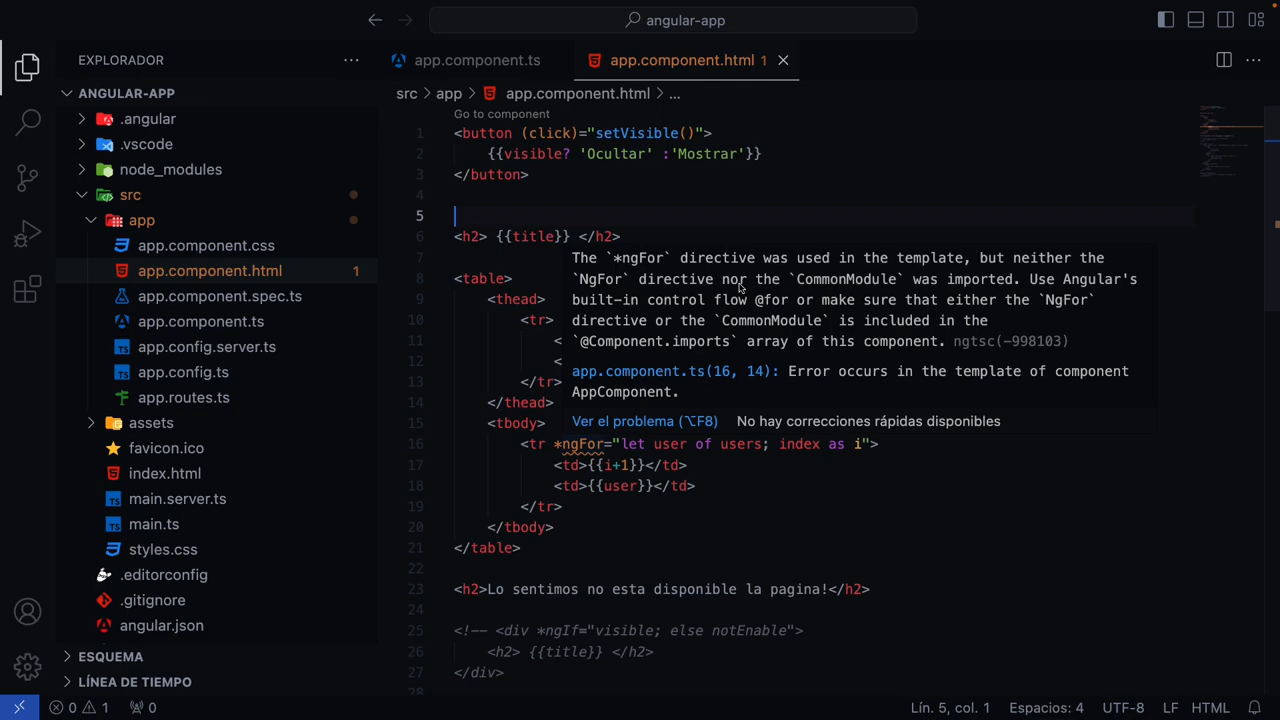 angular-app
EXPLORADOR
ANGULAR-APP
.angular
.vscode
node_modules
src
app
app.component.css
app.component.html 1
app.component.spec.ts
app.component.ts
app.config.server.ts
app.config.ts
app.routes.ts
assets
favicon.ico
index.html
main.server.ts
main.ts
styles.css
.editorconfig
.gitignore
angular.json
ESQUEMA
LÍNEA DE TIEMPO
app.component.ts
app.component.html 1
src > app > app.component.html > ...
Go to component
1 <button (click)="setVisible()">
2 {{visible? 'Ocultar' :'Mostrar'}}
3 </button>
4
5
6 <h2> {{title}} </h2>
7
8 <table>
9 <thead>
10 <tr>
11 <
12 <
13 </tr>
14 </thead>
15 <tbody>
16 <tr *ngFor="let user of users; index as i">
17 <td>{{i+1}}</td>
18 <td>{{user}}</td>
19 </tr>
20 </tbody>
21 </table>
22
23 <h2>Lo sentimos no esta disponible la pagina!</h2>
24
25 <!-- <div *ngIf="visible; else notEnable">
26 <h2> {{title}} </h2>
27 </div>
28
The `*ngFor` directive was used in the template, but neither the
`NgFor` directive nor the `CommonModule` was imported. Use Angular's
built-in control flow @for or make sure that either the `NgFor`
directive or the `CommonModule` is included in the
`@Component.imports` array of this component. ngtsc(-998103)
app.component.ts(16, 14): Error occurs in the template of component
AppComponent.
Ver el problema (⌥F8) No hay correcciones rápidas disponibles
0 1 0
Lín. 5, col. 1 Espacios: 4 UTF-8 LF HTML